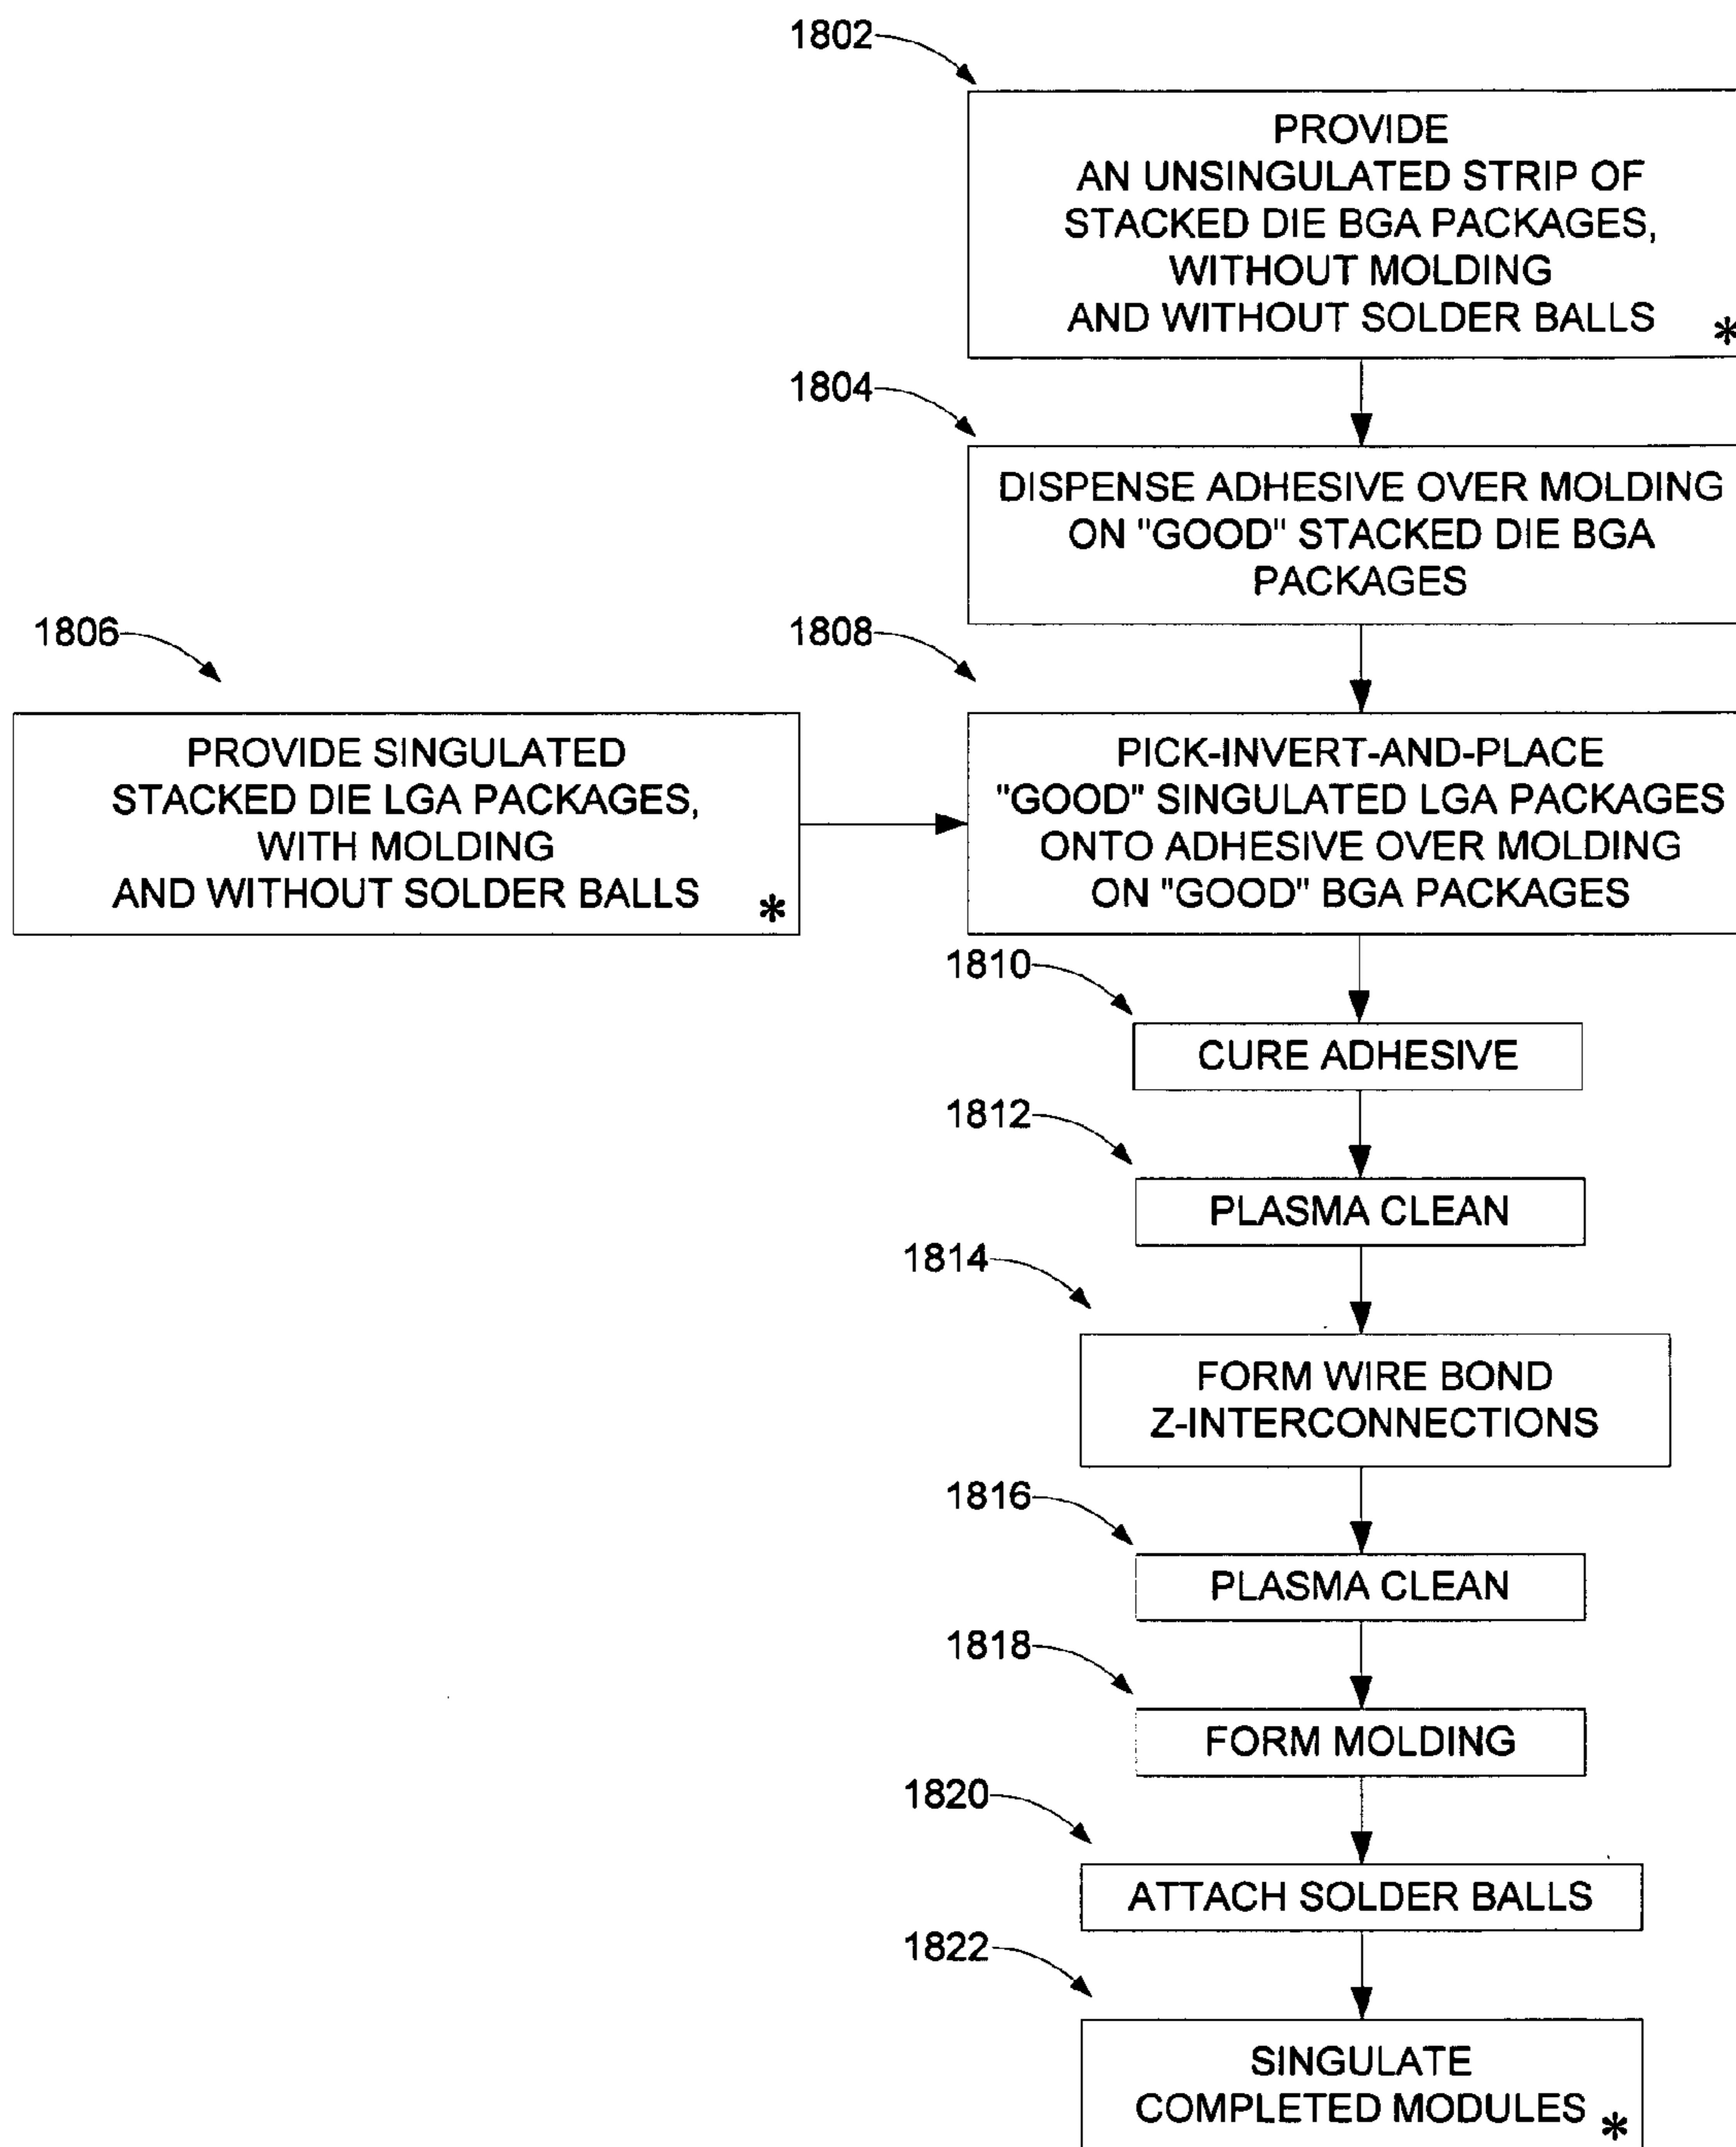 1802
PROVIDE
AN UNSINGULATED STRIP OF
STACKED DIE BGA PACKAGES,
WITHOUT MOLDING
AND WITHOUT SOLDER BALLS *
1804
DISPENSE ADHESIVE OVER MOLDING
ON "GOOD" STACKED DIE BGA
PACKAGES
1806
PROVIDE SINGULATED
STACKED DIE LGA PACKAGES,
WITH MOLDING
AND WITHOUT SOLDER BALLS *
1808
PICK-INVERT-AND-PLACE
"GOOD" SINGULATED LGA PACKAGES
ONTO ADHESIVE OVER MOLDING
ON "GOOD" BGA PACKAGES
1810
CURE ADHESIVE
1812
PLASMA CLEAN
1814
FORM WIRE BOND
Z-INTERCONNECTIONS
1816
PLASMA CLEAN
1818
FORM MOLDING
1820
ATTACH SOLDER BALLS
1822
SINGULATE
COMPLETED MODULES *